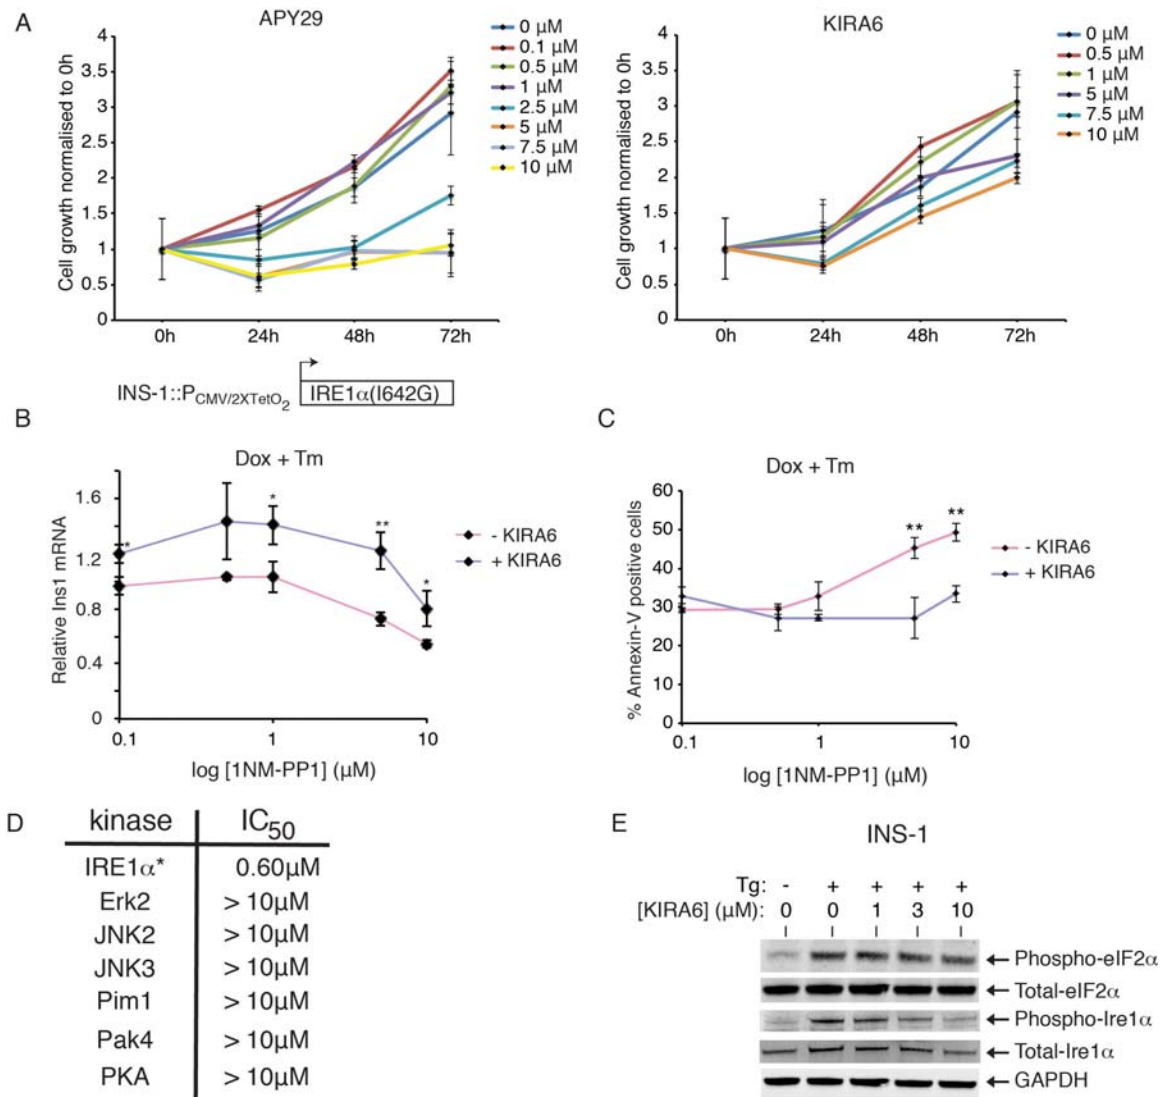 A
APY29
Cell growth normalised to 0h
4
3.5
3
2.5
2
1.5
1
0.5
0
0h 24h 48h 72h
0 μM
0.1 μM
0.5 μM
1 μM
2.5 μM
5 μM
7.5 μM
10 μM
KIRA6
Cell growth normalised to 0h
4
3.5
3
2.5
2
1.5
1
0.5
0
0h 24h 48h 72h
0 μM
0.5 μM
1 μM
5 μM
7.5 μM
10 μM
INS-1::PCMV/2XTetO2 IRE1α(I642G)
B
Dox + Tm
Relative Ins1 mRNA
1.6
1.2
0.8
0.4
0
* * ** *
0.1 1 10
log [1NM-PP1] (μM)
- KIRA6
+ KIRA6
C
Dox + Tm
% Annexin-V positive cells
60
50
40
30
20
10
0
** **
0.1 1 10
log [1NM-PP1] (μM)
- KIRA6
+ KIRA6
D
kinase IC50
IRE1α* 0.60μM
Erk2 > 10μM
JNK2 > 10μM
JNK3 > 10μM
Pim1 > 10μM
Pak4 > 10μM
PKA > 10μM
E
INS-1
Tg: - + + + +
[KIRA6] (μM): 0 0 1 3 10
Phospho-eIF2α
Total-eIF2α
Phospho-Ire1α
Total-Ire1α
GAPDH